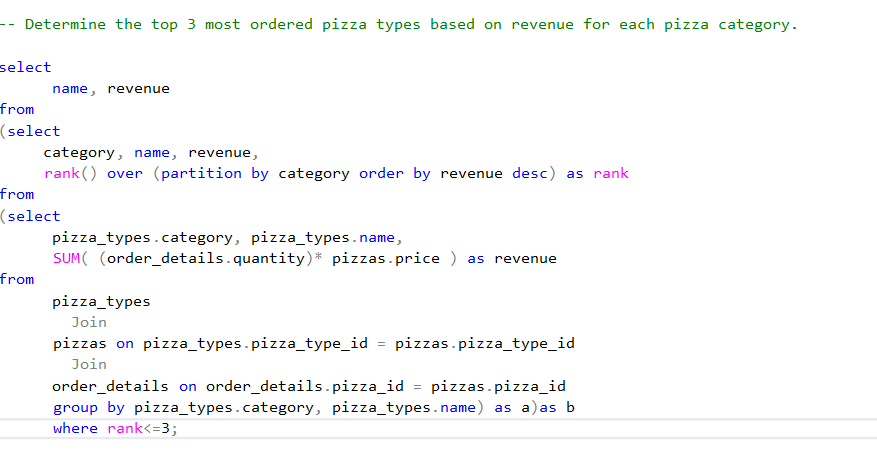 -- Determine the top 3 most ordered pizza types based on revenue for each pizza category.
select
name, revenue
from
(select
category, name, revenue,
rank() over (partition by category order by revenue desc) as rank
from
(select
pizza_types.category, pizza_types.name,
SUM( (order_details.quantity)* pizzas.price ) as revenue
from
pizza_types
Join
pizzas on pizza_types.pizza_type_id = pizzas.pizza_type_id
Join
order_details on order_details.pizza_id = pizzas.pizza_id
group by pizza_types.category, pizza_types.name) as a)as b
where rank<=3;